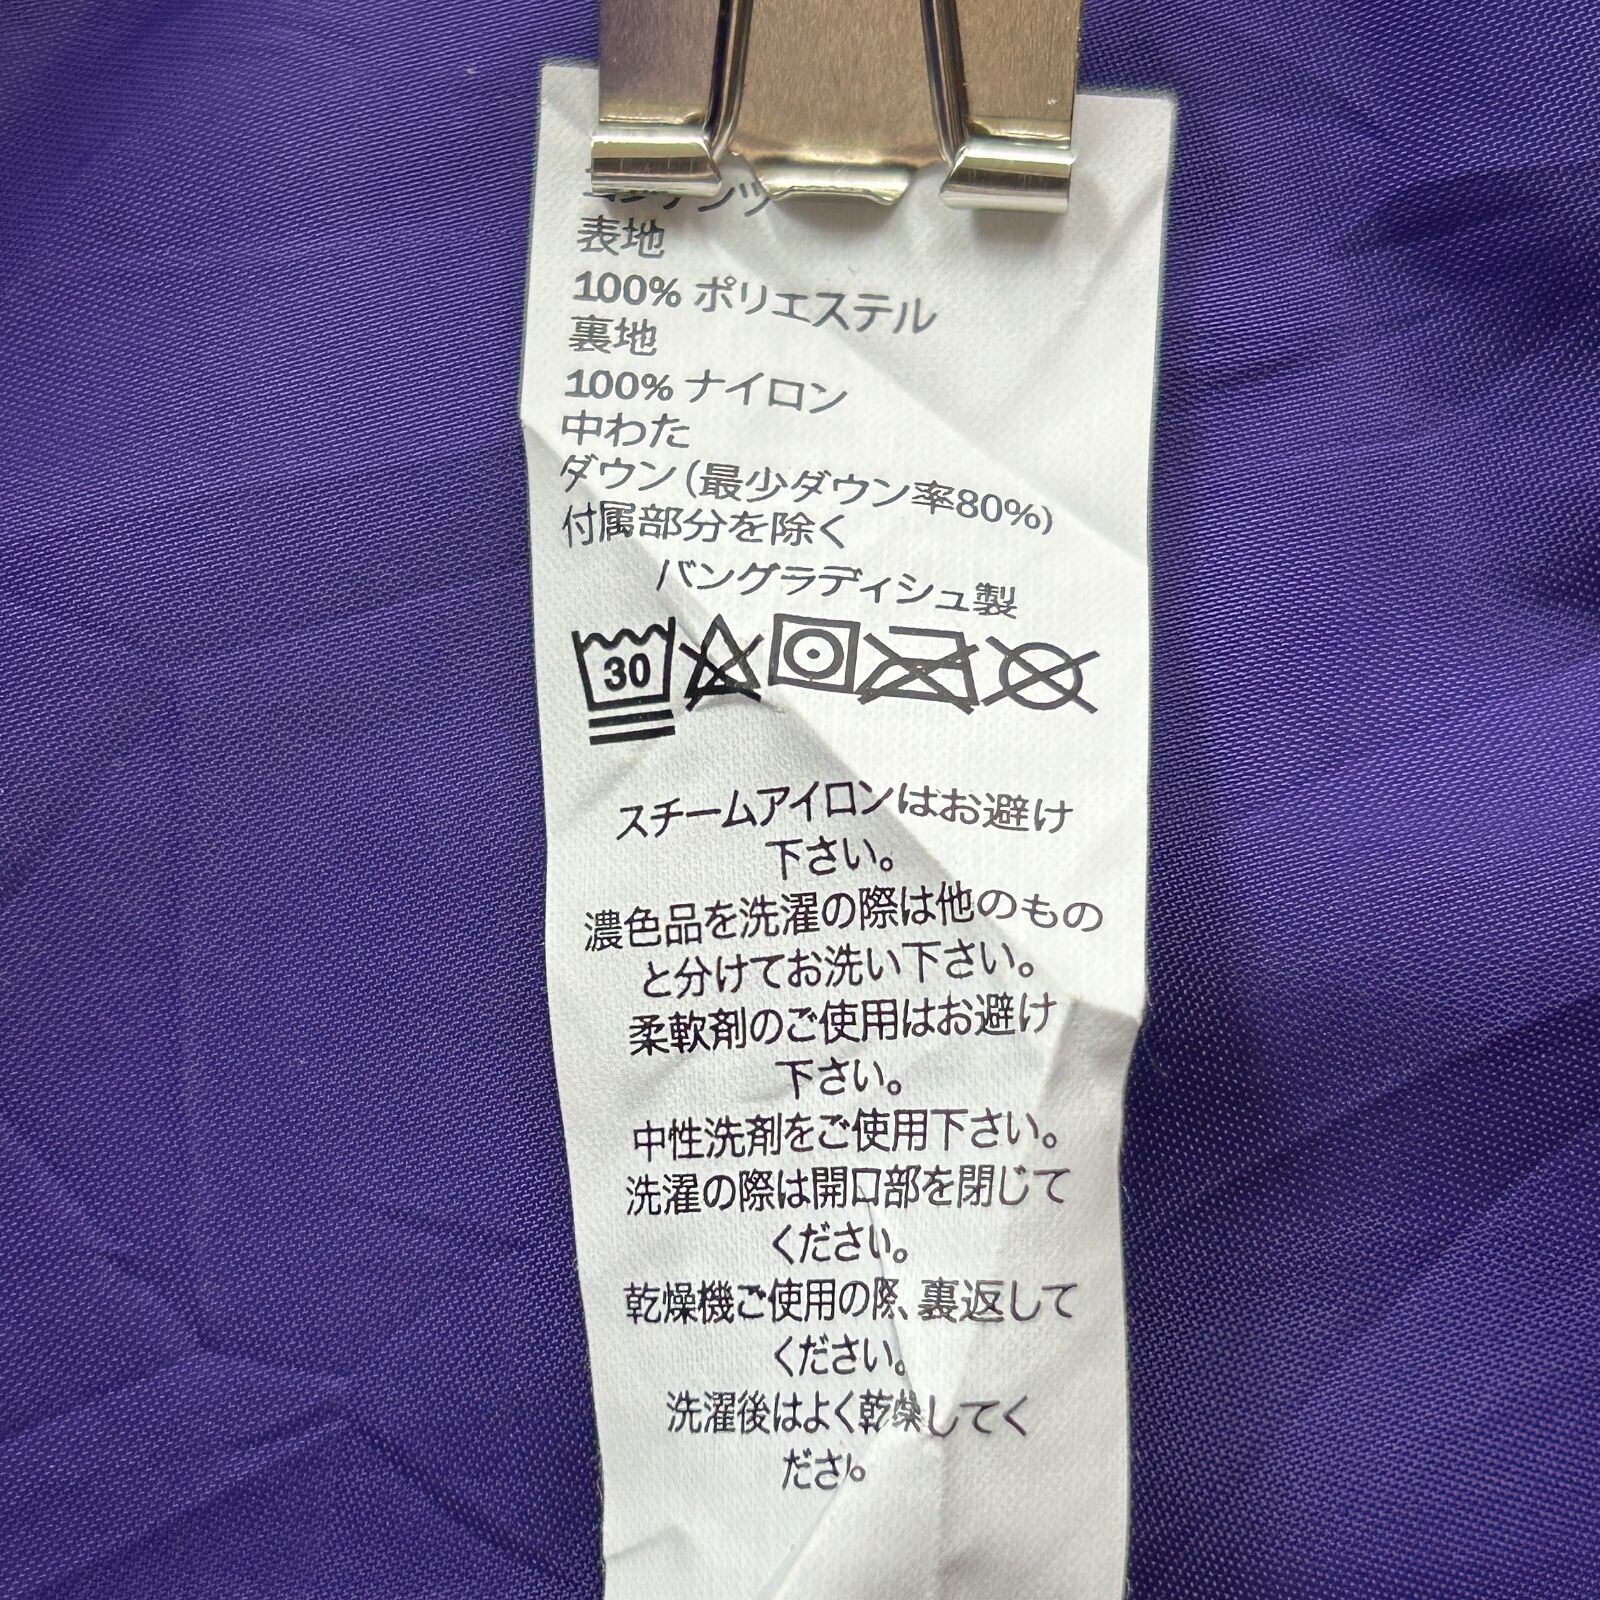 コンテンツ
表地
100% ポリエステル
裏地
100% ナイロン
中わた
ダウン (最少ダウン率80%)
付属部分を除く
バングラディシュ製
30
スチームアイロンはお避け
下さい。
濃色品を洗濯の際は他のもの
と分けてお洗い下さい。
柔軟剤のご使用はお避け
下さい。
中性洗剤をご使用下さい。
洗濯の際は開口部を閉じて
ください。
乾燥機ご使用の際、裏返して
ください。
洗濯後はよく乾燥してく
ださい。